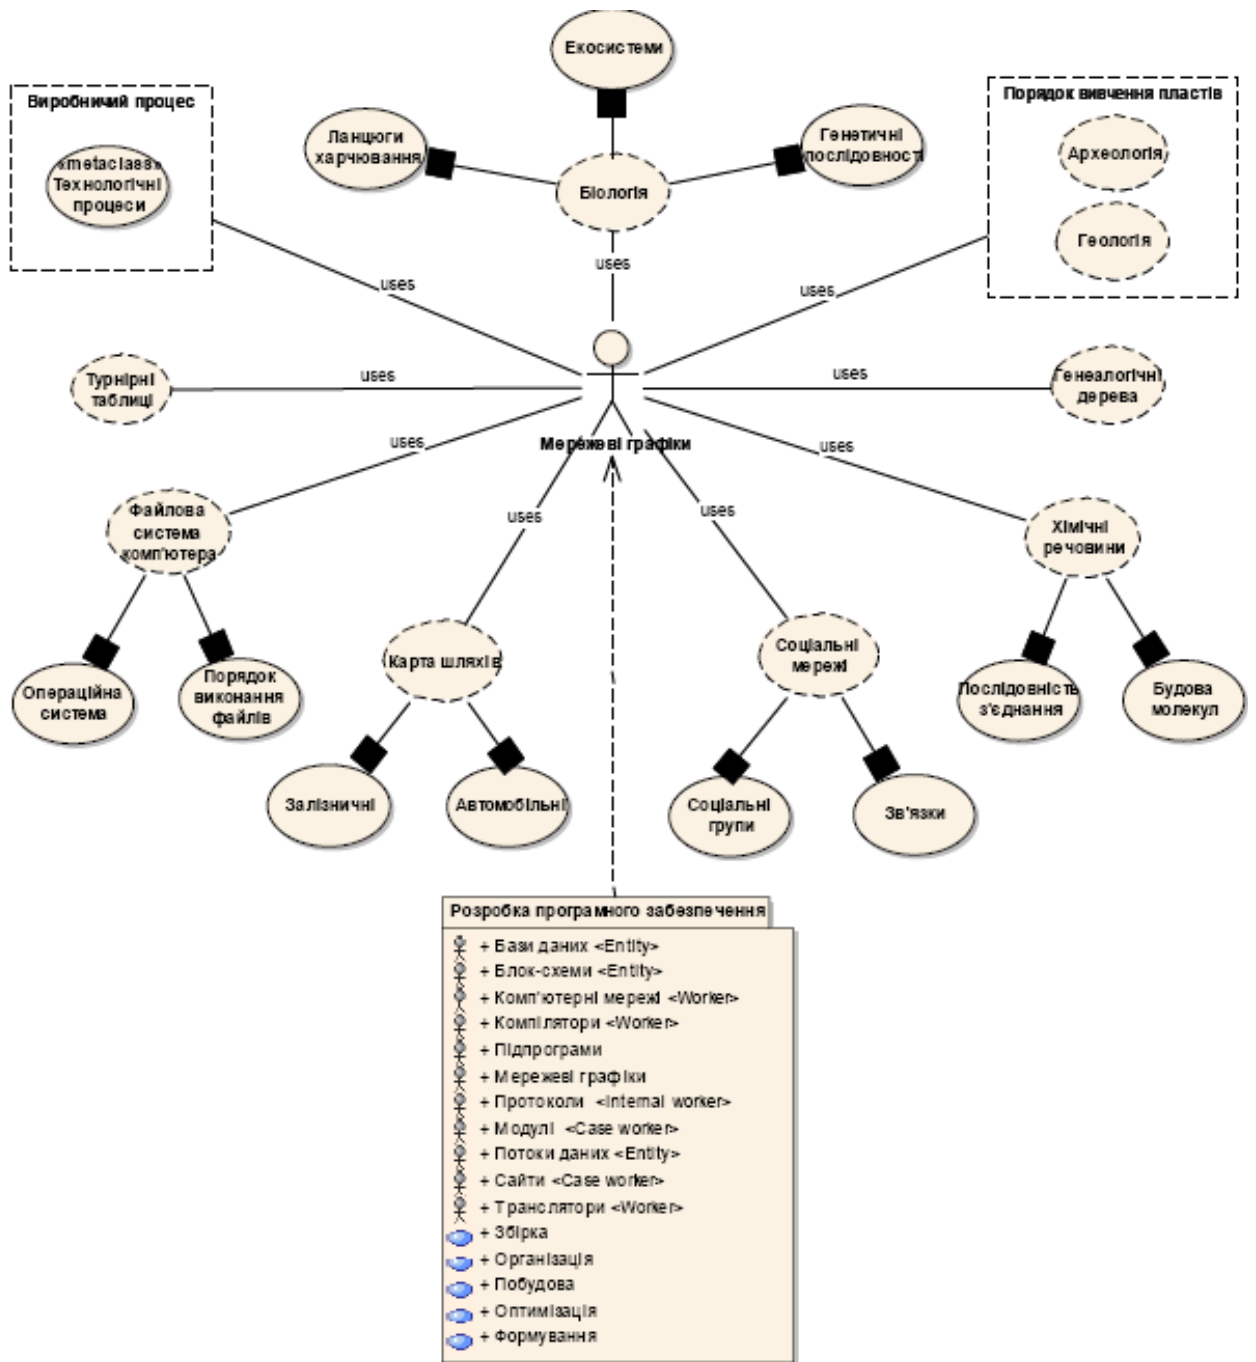 Екосистеми
Виробничий процес
Порядок вивчення пластів
Ланцюги
харчювання
Генетичні
послідовності
Археологія
«metaclass»
Технологічні
процеси
Біологія
Геологія
uses
uses
uses
Турнірні
таблиці
uses
uses
Генеалогічні
дерева
uses
Мережеві графіки
uses
Файлова
система
комп'ютера
uses
uses
Хімічні
речовини
Карта шляхів
Соціальні
мережі
Операційна
система
Порядок
виконання
файлів
Послідовність
з'єднання
Будова
молекул
Залізничні
Автомобільні
Соціальні
групи
Зв'язки
Розробка програмного забезпечення
+ Бази даних <Entity>
+ Блок-схеми <Entity>
+ Комп'ютерні мережі <Worker>
+ Компілятори <Worker>
+ Підпрограми
+ Мережеві графіки
+ Протоколи <Internal worker>
+ Модулі <Case worker>
+ Потоки даних <Entity>
+ Сайти <Case worker>
+ Транслятори <Worker>
+ Збірка
+ Організація
+ Побудова
+ Оптимізація
+ Формування